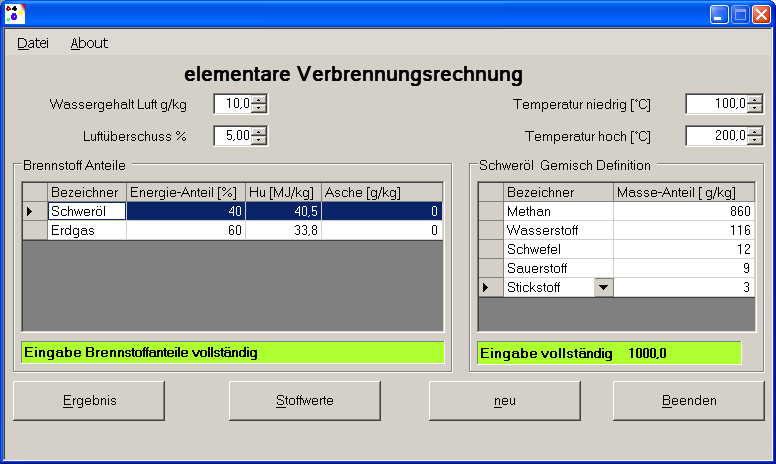 Datei About
elementare Verbrennungsrechnung
Wassergehalt Luft g/kg 10,0 Temperatur niedrig [°C] 100,0
Luftüberschuss % 5,00 Temperatur hoch [°C] 200,0
Brennstoff Anteile
Bezeichner Energie-Anteil [%] Hu [MJ/kg] Asche [g/kg]
Schweröl 40 40,5 0
Erdgas 60 33,8 0
Eingabe Brennstoffanteile vollständig
Schweröl Gemisch Definition
Bezeichner Masse-Anteil [ g/kg]
Methan 860
Wasserstoff 116
Schwefel 12
Sauerstoff 9
Stickstoff 3
Eingabe vollständig 1000,0
Ergebnis Stoffwerte neu Beenden